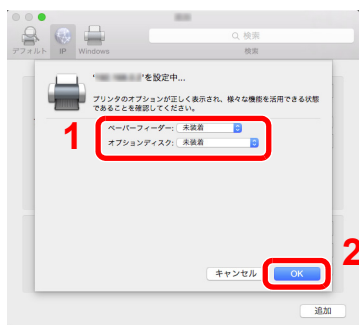 検索
デフォルト IP Windows
検索
'を設定中...
プリンタのオプションが正しく表示され、様々な機能を活用できる状態
であることを確認してください。
1
ペーパーフィーダー: 未装着
オプションディスク: 未装着
2
キャンセル OK
追加